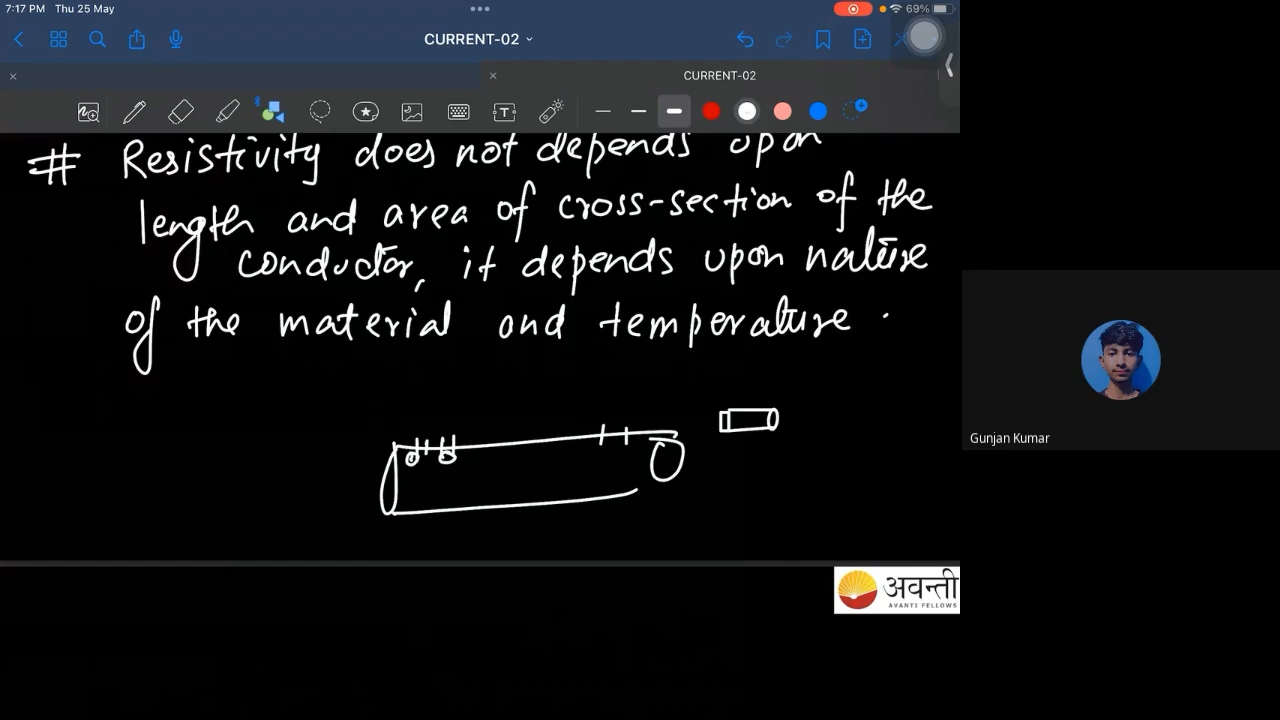 7:17 PM Thu 25 May
69%
CURRENT-02
CURRENT-02
# Resistivity does not depends upon
length and area of cross-section of the
conductor, it depends upon nature
of the material and temperature.
Gunjan Kumar
अवन्ती
AVANTI FELLOWS